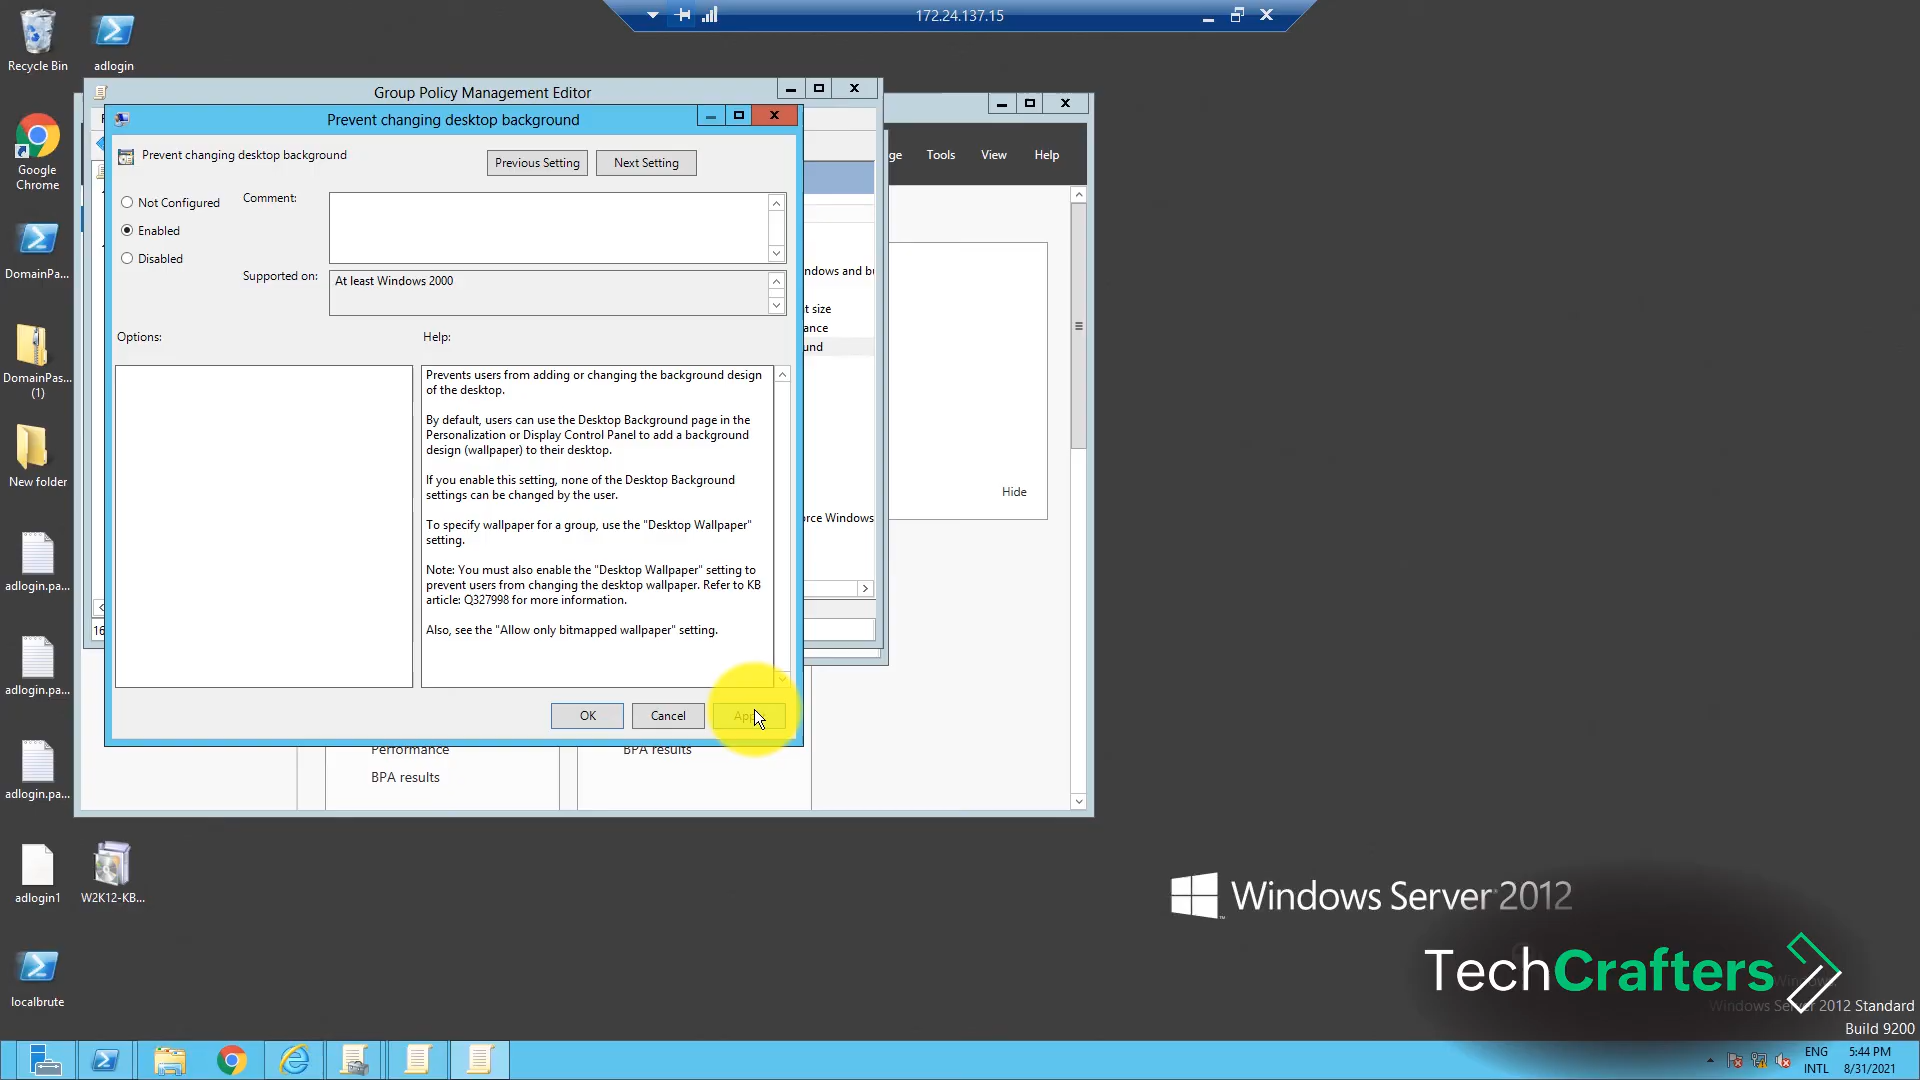 172.24.137.15
Recycle Bin
adlogin
Google
Chrome
DomainPa...
DomainPas...
(1)
New folder
adlogin.pa...
adlogin.pa...
adlogin.pa...
adlogin1
W2K12-KB...
localbrute
Group Policy Management Editor
Prevent changing desktop background
Prevent changing desktop background
Previous Setting
Next Setting
Not Configured
Enabled
Disabled
Comment:
Supported on:
At least Windows 2000
Options:
Help:
Prevents users from adding or changing the background design
of the desktop.
By default, users can use the Desktop Background page in the
Personalization or Display Control Panel to add a background
design (wallpaper) to their desktop.
If you enable this setting, none of the Desktop Background
settings can be changed by the user.
To specify wallpaper for a group, use the "Desktop Wallpaper"
setting.
Note: You must also enable the "Desktop Wallpaper" setting to
prevent users from changing the desktop wallpaper. Refer to KB
article: Q327998 for more information.
Also, see the "Allow only bitmapped wallpaper" setting.
OK
Cancel
Tools
View
Help
ndows and
t size
ance
und
rce Windows
16
Hide
Performance
BPA results
BPA results
Windows Server 2012
TechCrafters
Windows Server 2012 Standard
Build 9200
ENG
INTL
5:44 PM
8/31/2021